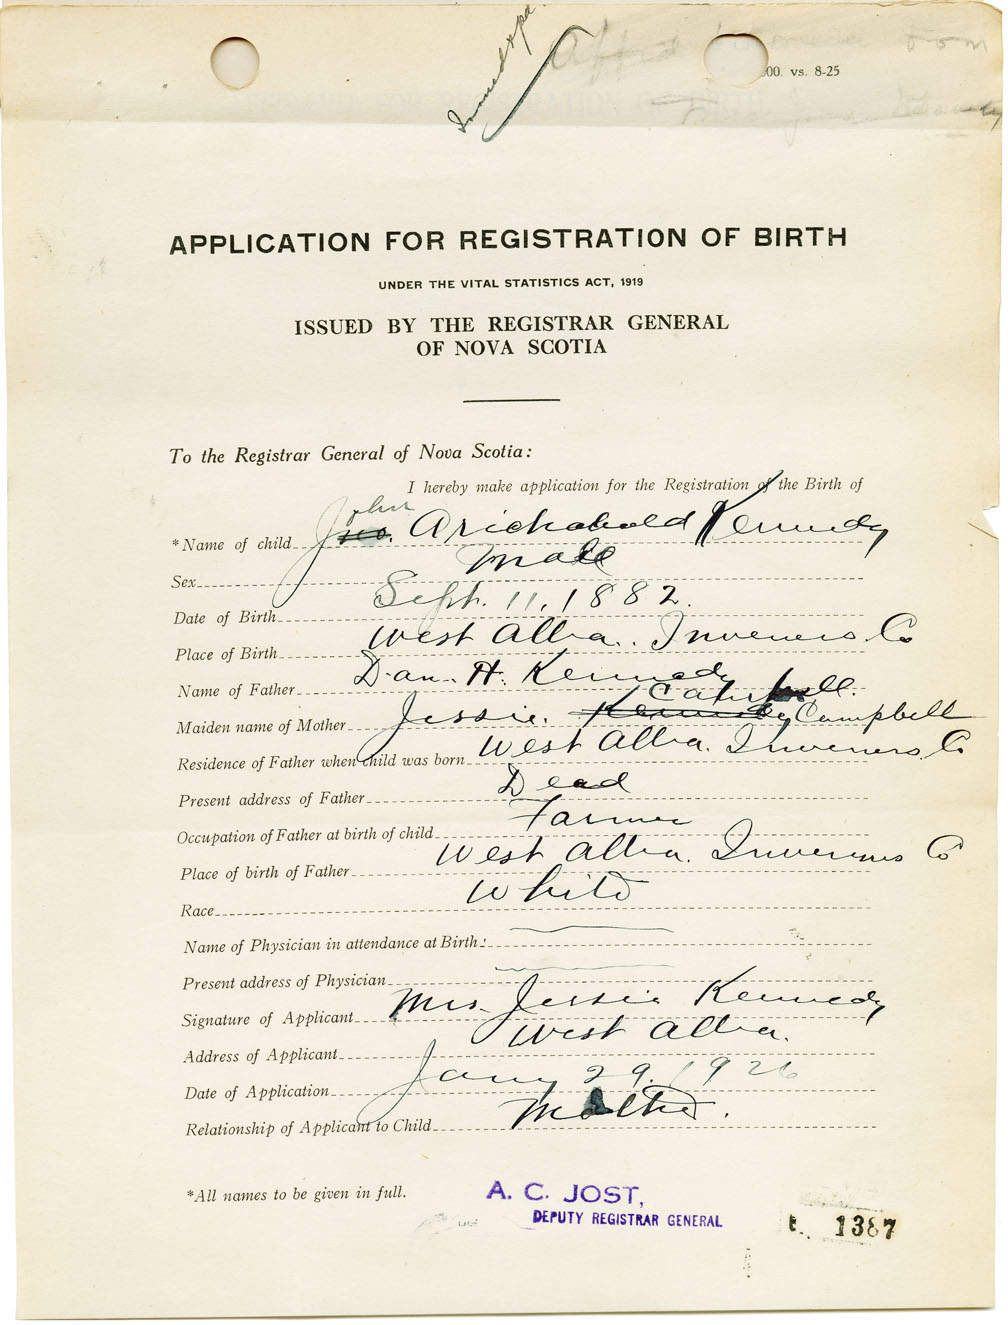 Issued & pd
00. vs. 8-25
APPLICATION FOR REGISTRATION OF BIRTH
UNDER THE VITAL STATISTICS ACT, 1919
ISSUED BY THE REGISTRAR GENERAL
OF NOVA SCOTIA
To the Registrar General of Nova Scotia:
I hereby make application for the Registration of the Birth of
*Name of child John Jno. Arichabald Kennedy
Sex Male
Date of Birth Sept. 11, 1882.
Place of Birth West Alba. Inverness Co
Name of Father Dan. H. Kennedy
Maiden name of Mother Jessie. Kennedy Campbell Campbell
Residence of Father when child was born West Alba. Inverness Co
Present address of Father Dead
Occupation of Father at birth of child Farmer
Place of birth of Father West Alba. Inverness Co
Race White
Name of Physician in attendance at Birth:
Present address of Physician
Signature of Applicant Mrs. Jessie Kennedy
Address of Applicant West Alba.
Date of Application Jany 29. 1926
Relationship of Applicant to Child Mother.
*All names to be given in full.
A. C. JOST,
DEPUTY REGISTRAR GENERAL
1387